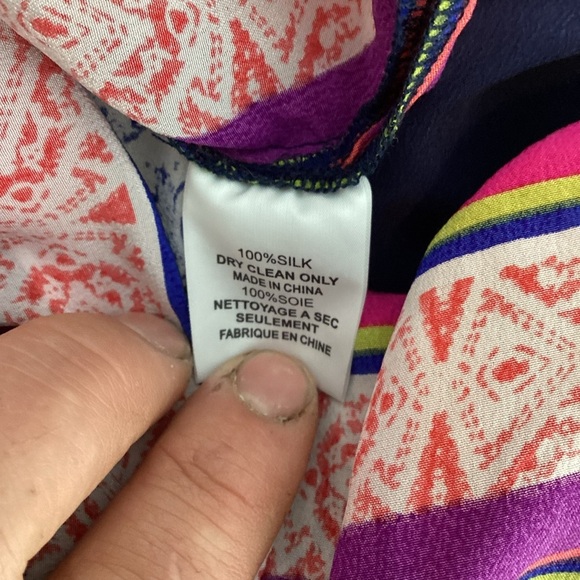 100%SILK
DRY CLEAN ONLY
MADE IN CHINA
100%SOIE
NETTOYAGE A SEC
SEULEMENT
FABRIQUE EN CHINE